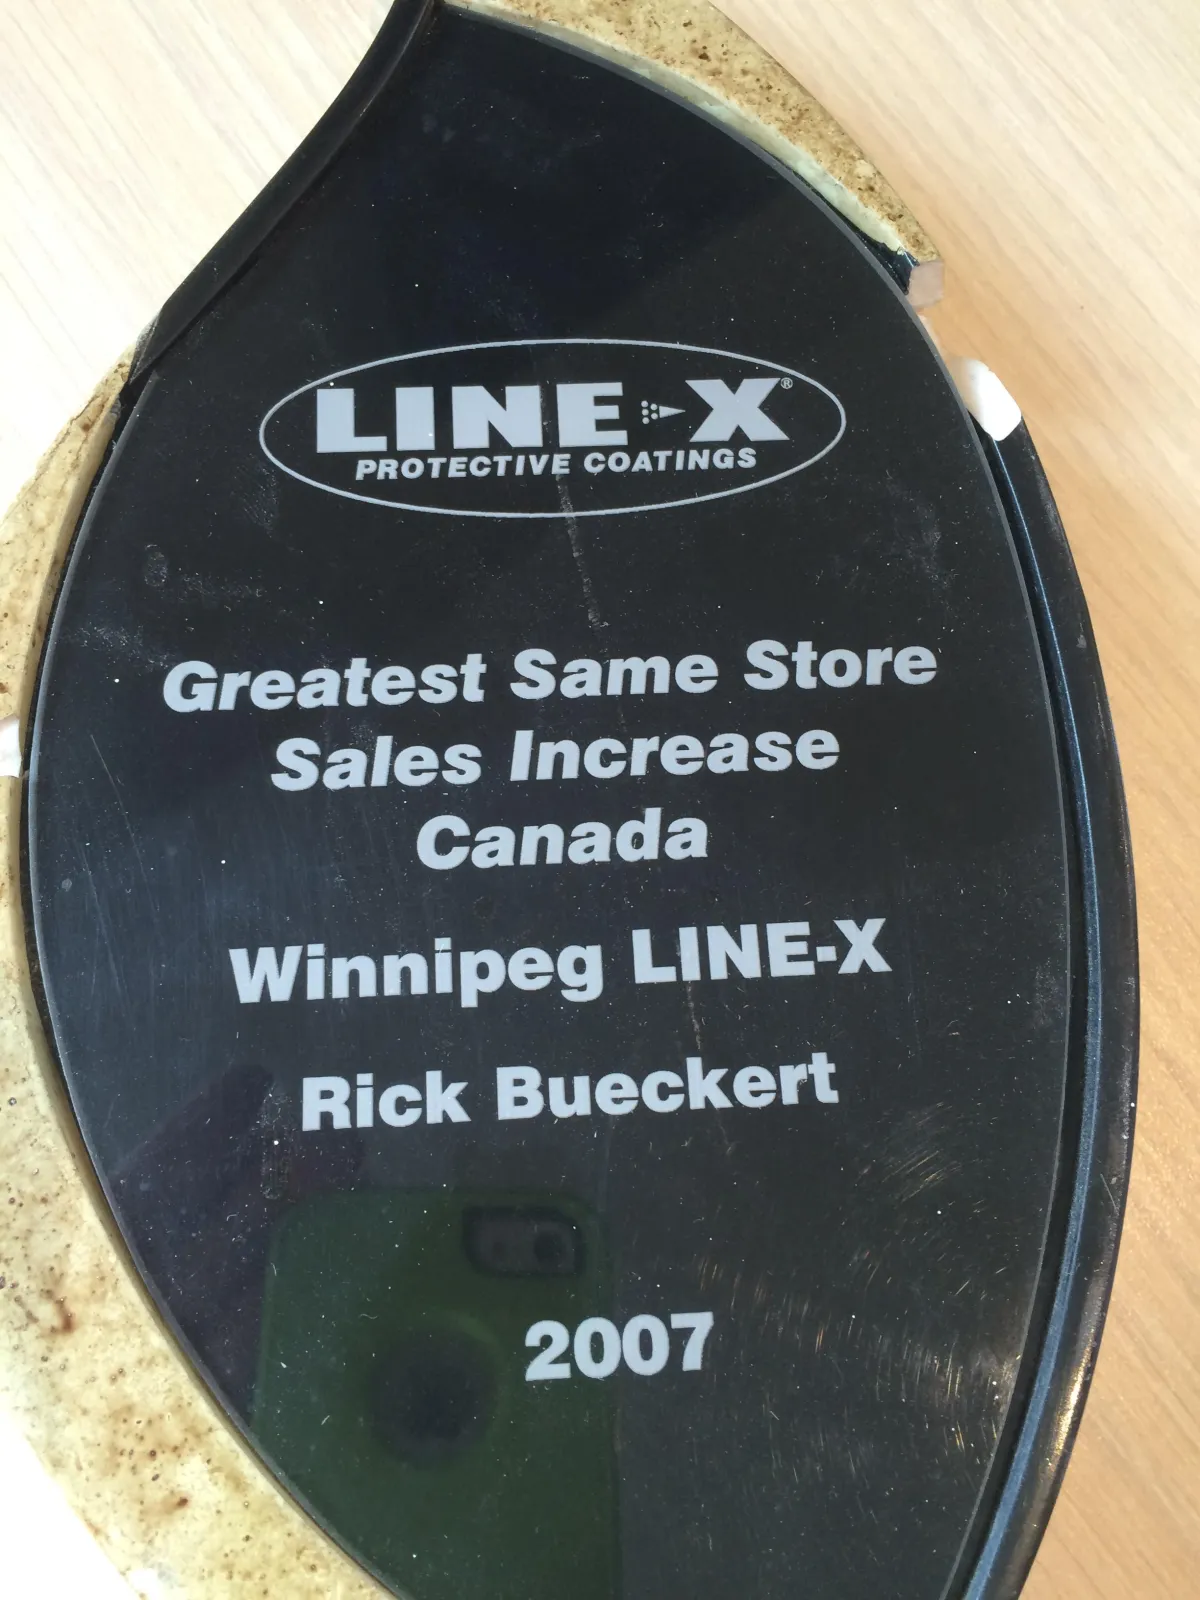 LINE-X®
PROTECTIVE COATINGS
Greatest Same Store
Sales Increase
Canada
Winnipeg LINE-X
Rick Bueckert
2007